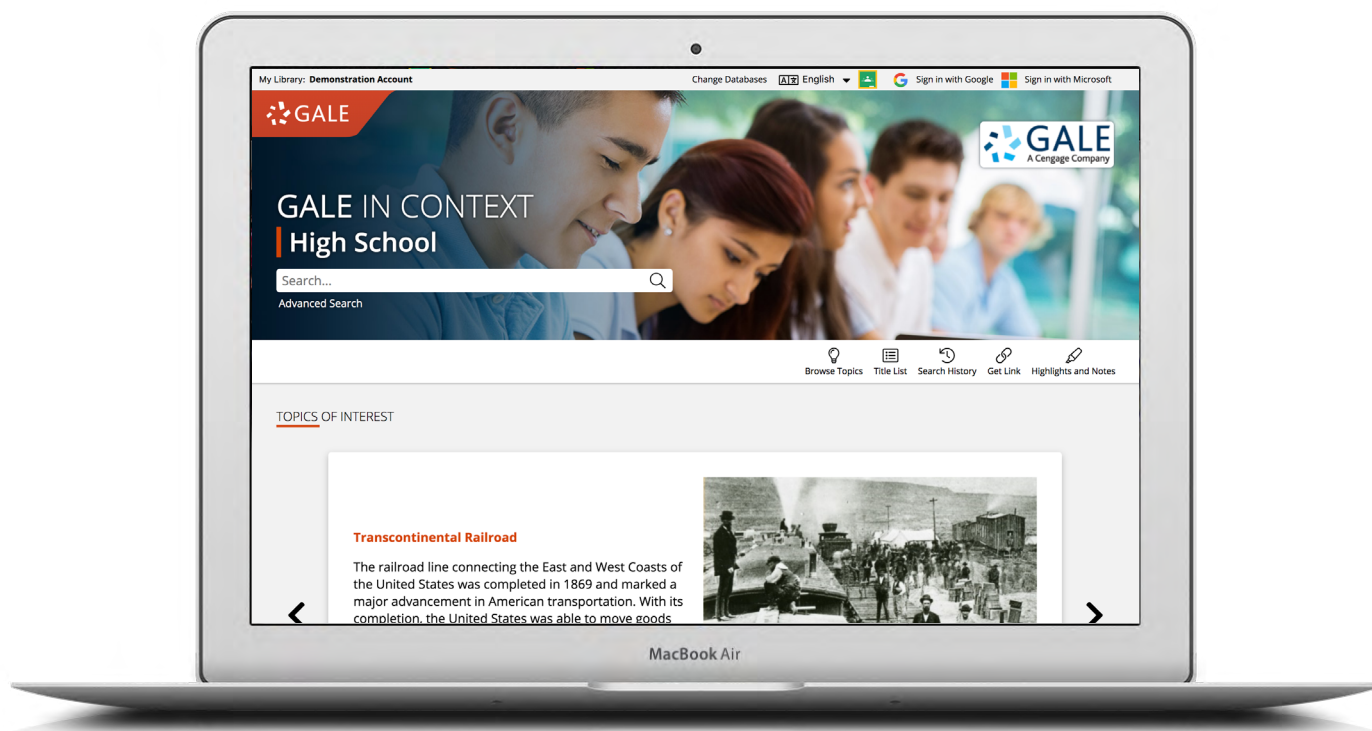 My Library: Demonstration Account
Change Databases
English
Sign in with Google
Sign in with Microsoft
GALE
GALE
A Cengage Company
GALE IN CONTEXT
High School
Search...
Advanced Search
Browse Topics
Title List
Search History
Get Link
Highlights and Notes
TOPICS OF INTEREST
Transcontinental Railroad
The railroad line connecting the East and West Coasts of
the United States was completed in 1869 and marked a
major advancement in American transportation. With its
completion, the United States was able to move goods
MacBook Air